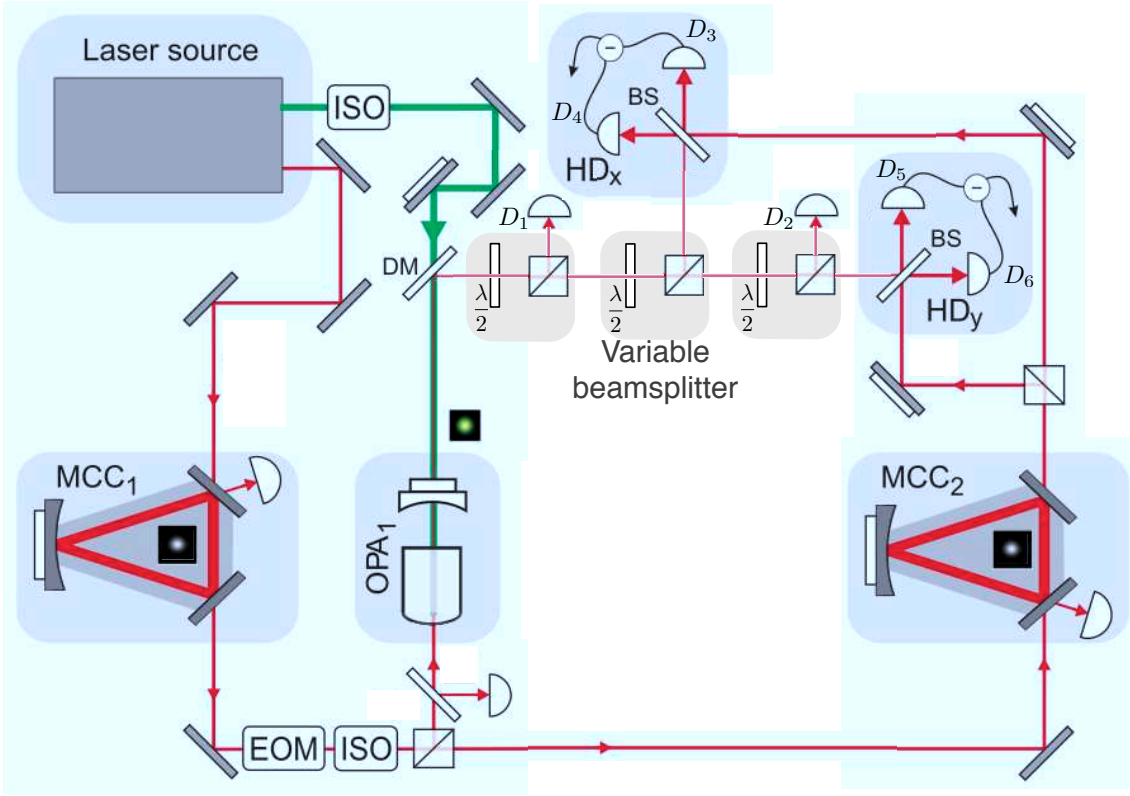 Laser source
ISO
D₃
BS
D₄
HDₓ
D₅
BS
D₆
HDᵧ
D₁
D₂
DM
λ/2
λ/2
λ/2
Variable
beamsplitter
MCC₁
OPA₁
MCC₂
EOM
ISO
−
−